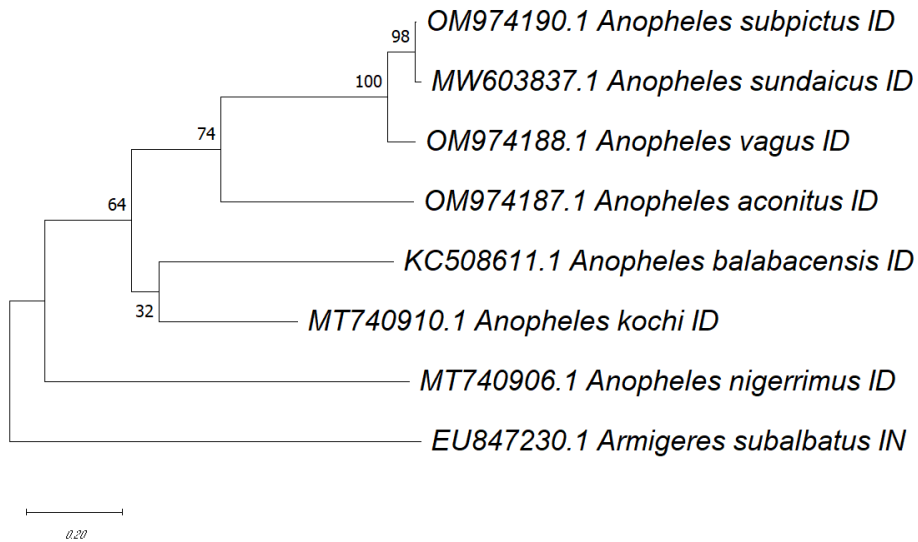 OM974190.1 Anopheles subpictus ID
98
MW603837.1 Anopheles sundaicus ID
100
OM974188.1 Anopheles vagus ID
74
OM974187.1 Anopheles aconitus ID
64
KC508611.1 Anopheles balabacensis ID
32
MT740910.1 Anopheles kochi ID
MT740906.1 Anopheles nigerrimus ID
EU847230.1 Armigeres subalbatus IN
0.20